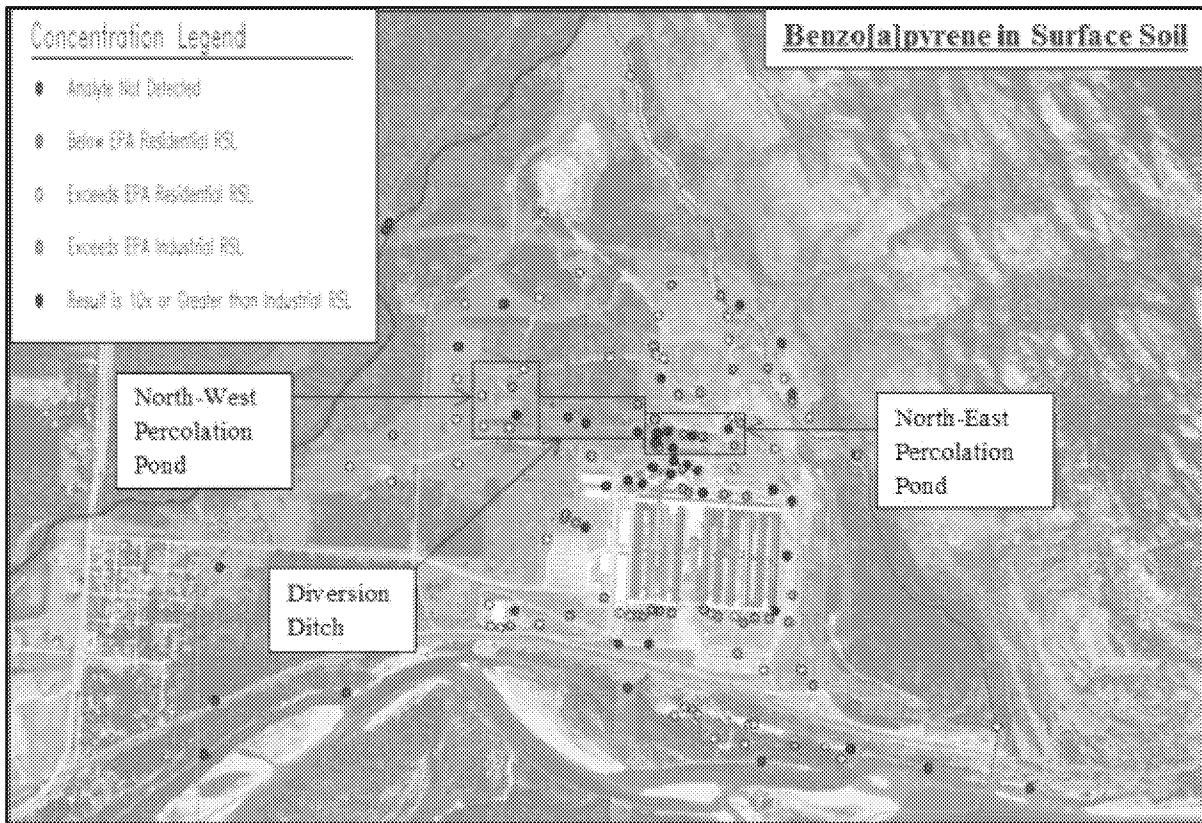 Concentration Legend
Analyte Not Detected
Below EPA Residential RSL
Exceeds EPA Residential RSL
Exceeds EPA Industrial RSL
Result is 10x or Greater than Industrial RSL
Benzo[a]pyrene in Surface Soil
North-West
Percolation
Pond
North-East
Percolation
Pond
Diversion
Ditch